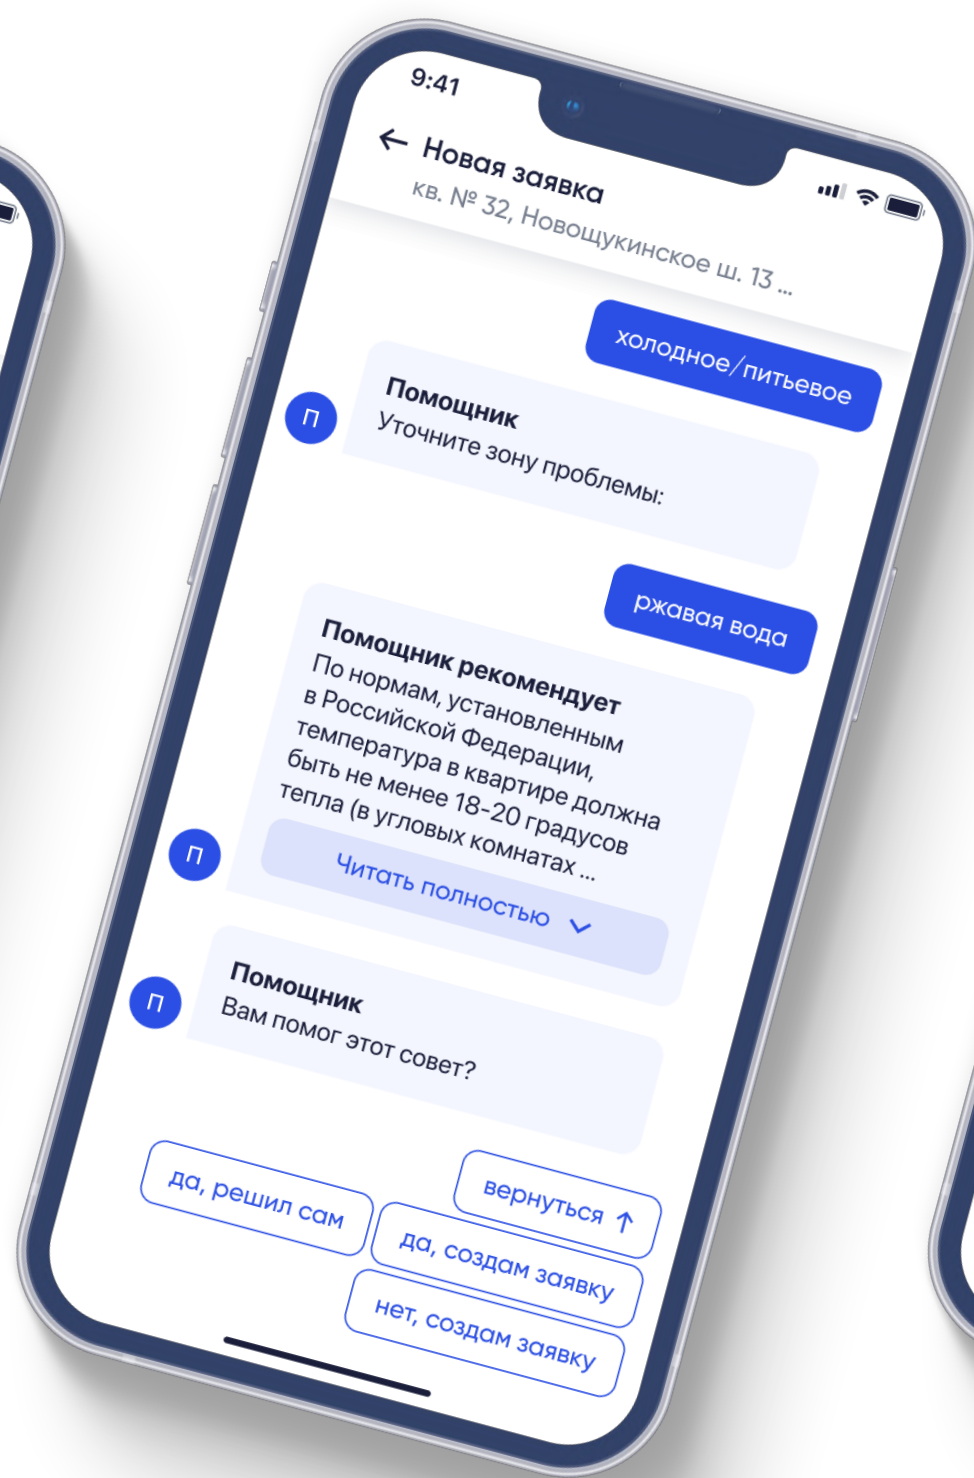 9:41
← Новая заявка
кв. № 32, Новощукинское ш. 13 ...
холодное/питьевое
Помощник
Уточните зону проблемы:
П
ржавая вода
Помощник рекомендует
По нормам, установленным
в Российской Федерации,
температура в квартире должна
быть не менее 18-20 градусов
тепла (в угловых комнатах ...
Читать полностью
П
Помощник
Вам помог этот совет?
П
вернуться ↑
да, решил сам
да, создам заявку
нет, создам заявку